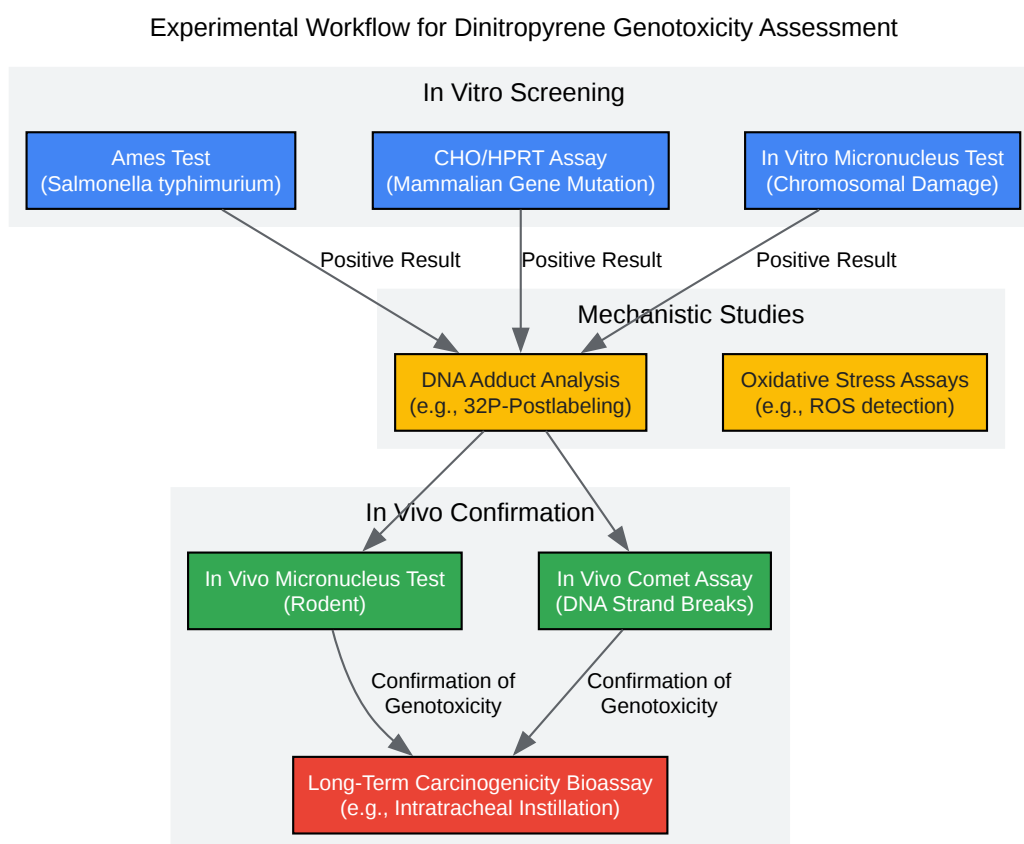 Experimental Workflow for Dinitropyrene Genotoxicity Assessment
In Vitro Screening
Ames Test
(Salmonella typhimurium)
CHO/HPRT Assay
(Mammalian Gene Mutation)
In Vitro Micronucleus Test
(Chromosomal Damage)
Positive Result
Positive Result
Positive Result
Mechanistic Studies
DNA Adduct Analysis
(e.g., 32P-Postlabeling)
Oxidative Stress Assays
(e.g., ROS detection)
In Vivo Confirmation
In Vivo Micronucleus Test
(Rodent)
In Vivo Comet Assay
(DNA Strand Breaks)
Confirmation of
Genotoxicity
Confirmation of
Genotoxicity
Long-Term Carcinogenicity Bioassay
(e.g., Intratracheal Instillation)